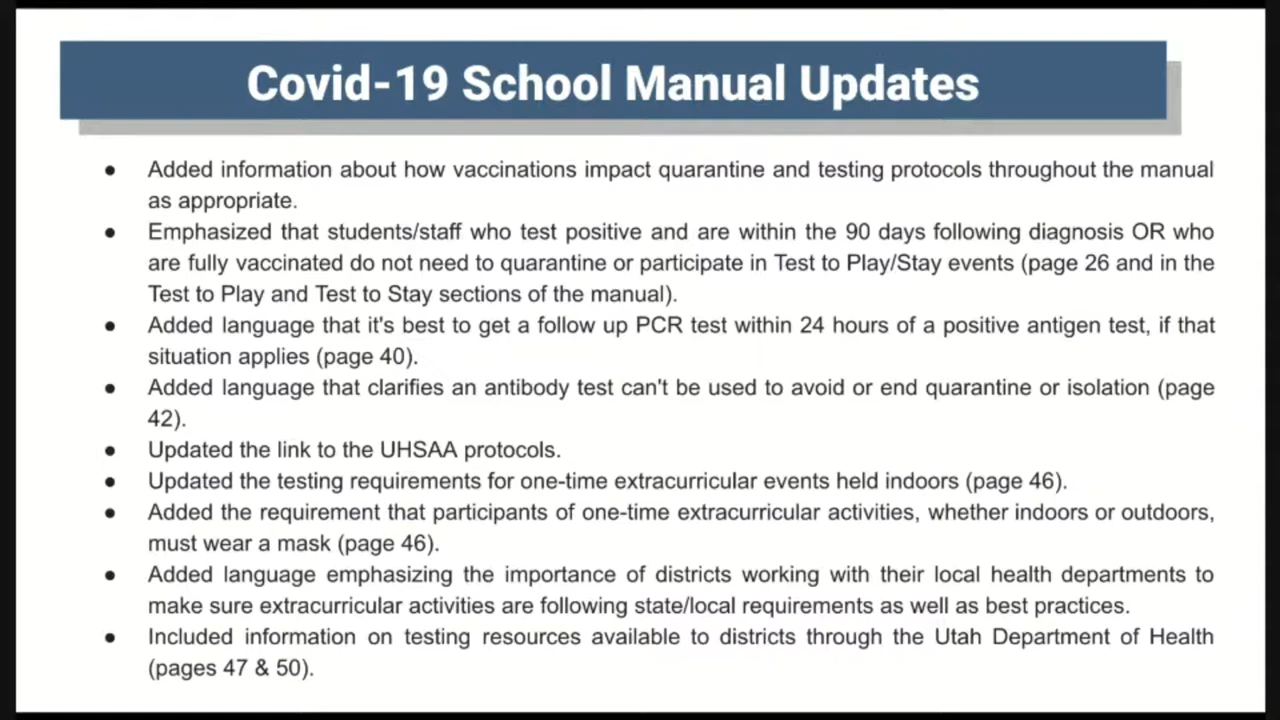 Covid-19 School Manual Updates
● Added information about how vaccinations impact quarantine and testing protocols throughout the manual
as appropriate.
● Emphasized that students/staff who test positive and are within the 90 days following diagnosis OR who
are fully vaccinated do not need to quarantine or participate in Test to Play/Stay events (page 26 and in the
Test to Play and Test to Stay sections of the manual).
● Added language that it's best to get a follow up PCR test within 24 hours of a positive antigen test, if that
situation applies (page 40).
● Added language that clarifies an antibody test can't be used to avoid or end quarantine or isolation (page
42).
● Updated the link to the UHSAA protocols.
● Updated the testing requirements for one-time extracurricular events held indoors (page 46).
● Added the requirement that participants of one-time extracurricular activities, whether indoors or outdoors,
must wear a mask (page 46).
● Added language emphasizing the importance of districts working with their local health departments to
make sure extracurricular activities are following state/local requirements as well as best practices.
● Included information on testing resources available to districts through the Utah Department of Health
(pages 47 & 50).